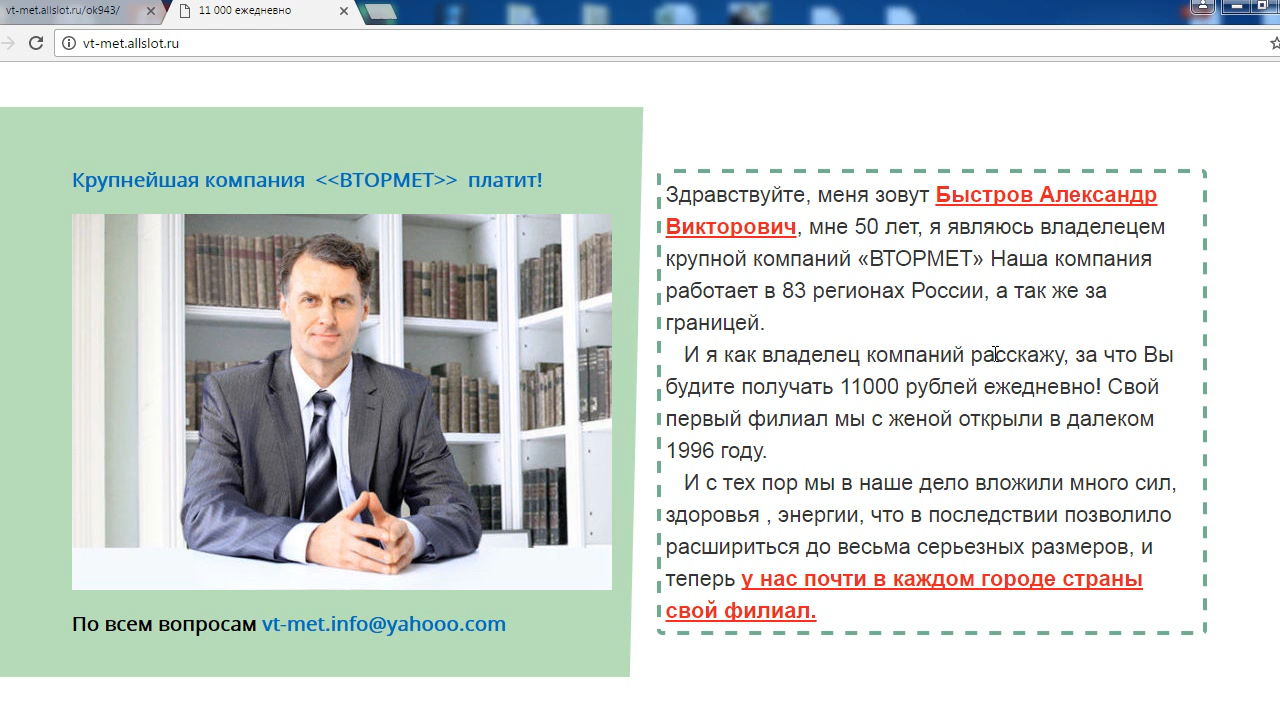 vt-met.allslot.ru/ok943/
11 000 ежедневно
vt-met.allslot.ru
Крупнейшая компания <<ВТОРМЕТ>> платит!
По всем вопросам vt-met.info@yahooo.com
Здравствуйте, меня зовут Быстров Александр
Викторович, мне 50 лет, я являюсь владелецем
крупной компаний «ВТОРМЕТ» Наша компания
работает в 83 регионах России, а так же за
границей.
И я как владелец компаний расскажу, за что Вы
будите получать 11000 рублей ежедневно! Свой
первый филиал мы с женой открыли в далеком
1996 году.
И с тех пор мы в наше дело вложили много сил,
здоровья , энергии, что в последствии позволило
расшириться до весьма серьезных размеров, и
теперь у нас почти в каждом городе страны
свой филиал.